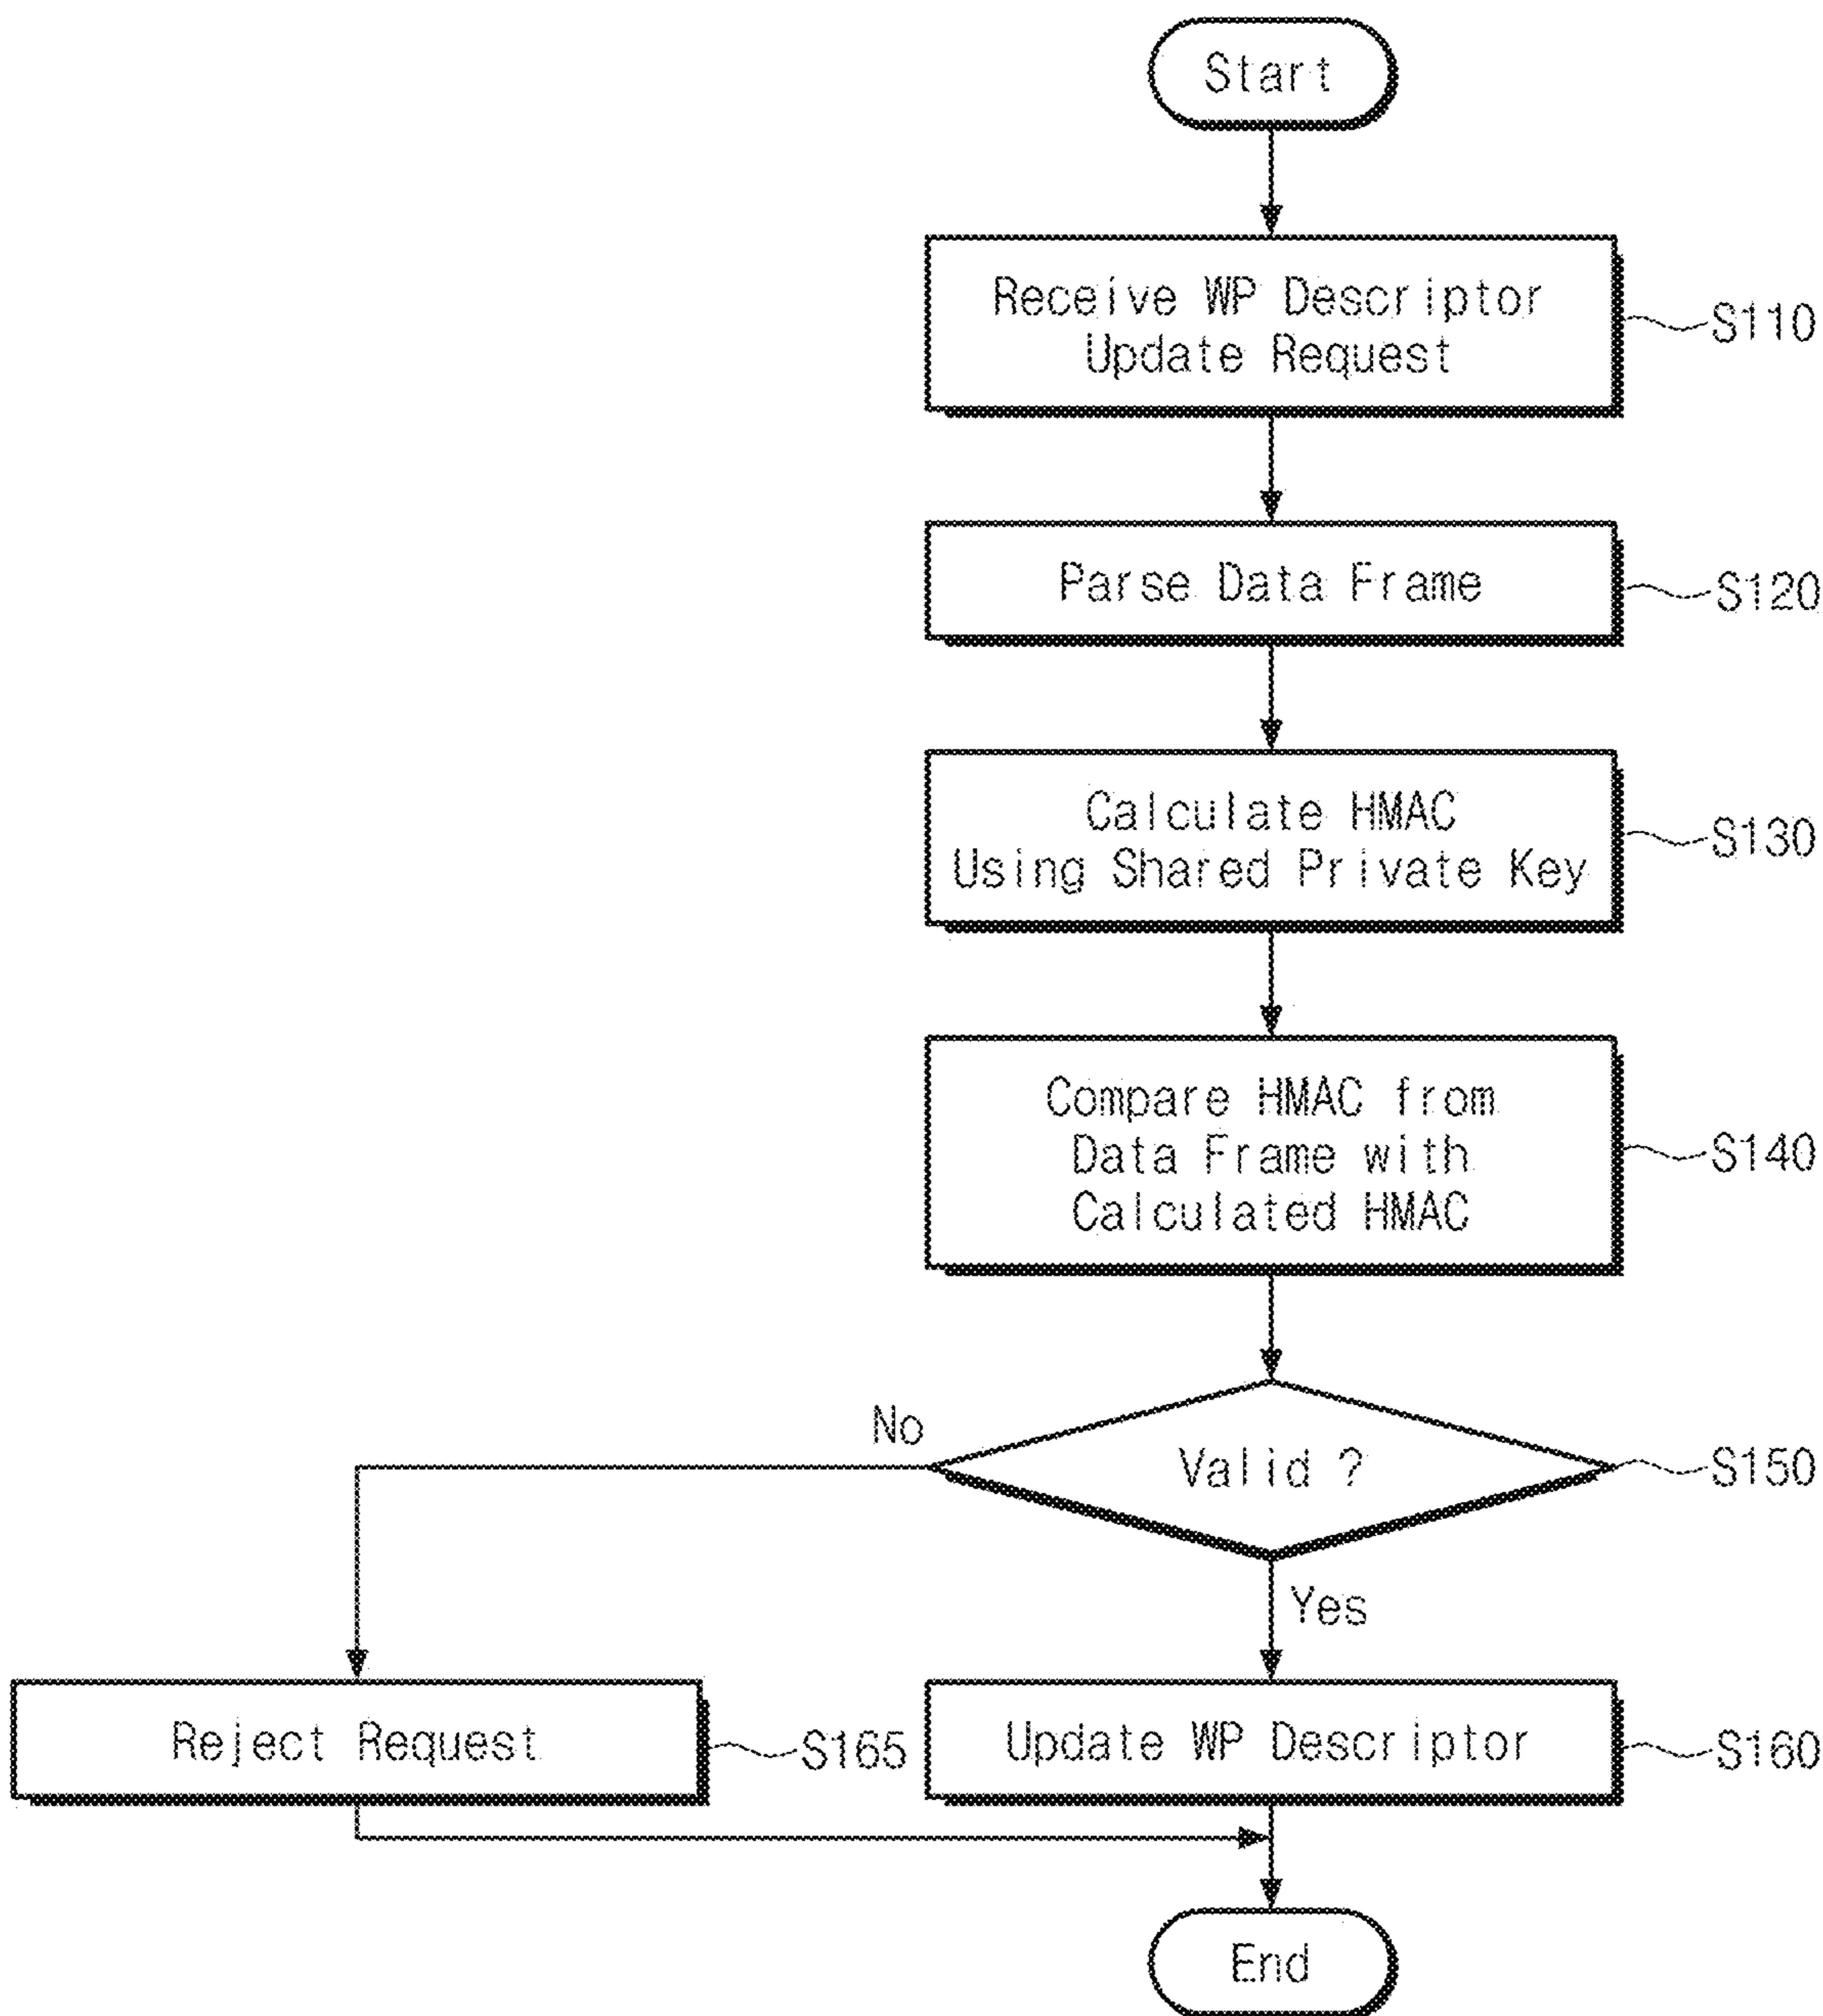 Start
Receive WP Descriptor
Update Request
S110
Parse Data Frame
S120
Calculate HMAC
Using Shared Private Key
S130
Compare HMAC from
Data Frame with
Calculated HMAC
S140
No
Valid ?
S150
Yes
Reject Request
S165
Update WP Descriptor
S160
End